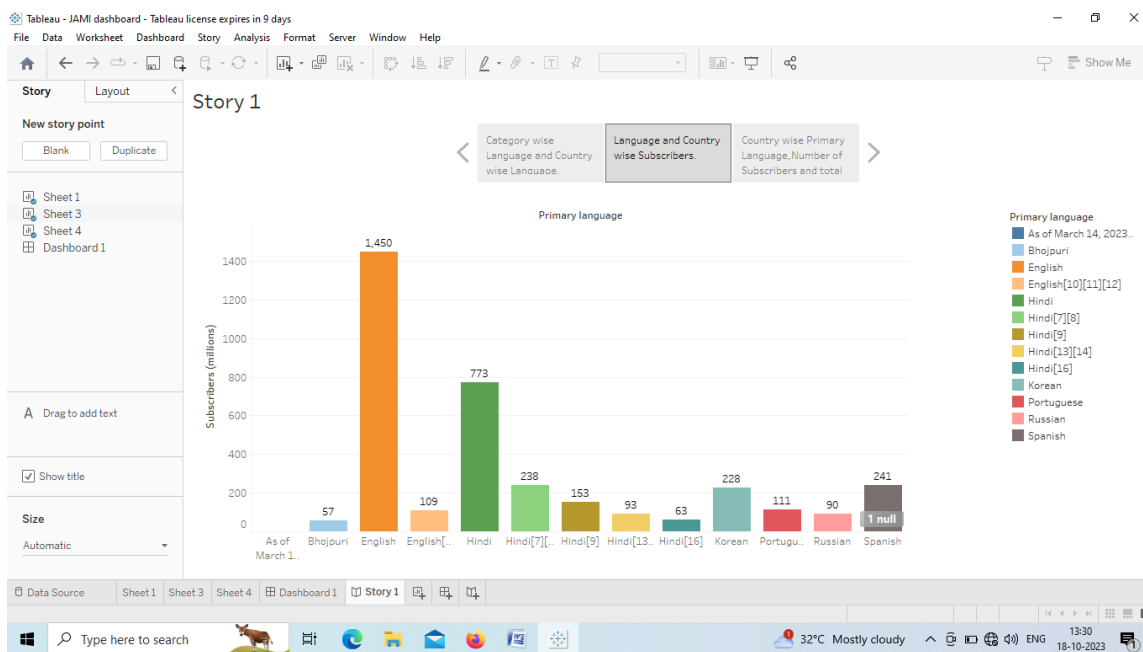 Tableau - JAMI dashboard - Tableau license expires in 9 days
File Data Worksheet Dashboard Story Analysis Format Server Window Help
Show Me
Story Layout
Story 1
New story point
Blank Duplicate
Category wise
Language and Country
wise Language.
Language and Country
wise Subscribers.
Country wise Primary
Language,Number of
Subscribers and total
Sheet 1
Sheet 3
Sheet 4
Dashboard 1
A Drag to add text
Show title
Size
Automatic
Primary language
Subscribers (millions)
1400
1200
1000
800
600
400
200
0
57
1,450
109
773
238
153
93
63
228
111
90
241
1 null
As of
March 1..
Bhojpuri
English
English[..
Hindi
Hindi[7][..
Hindi[9]
Hindi[13..
Hindi[16]
Korean
Portugu..
Russian
Spanish
Primary language
As of March 14, 2023..
Bhojpuri
English
English[10][11][12]
Hindi
Hindi[7][8]
Hindi[9]
Hindi[13][14]
Hindi[16]
Korean
Portuguese
Russian
Spanish
Data Source Sheet 1 Sheet 3 Sheet 4 Dashboard 1 Story 1
Type here to search
32°C Mostly cloudy
ENG
13:30
18-10-2023